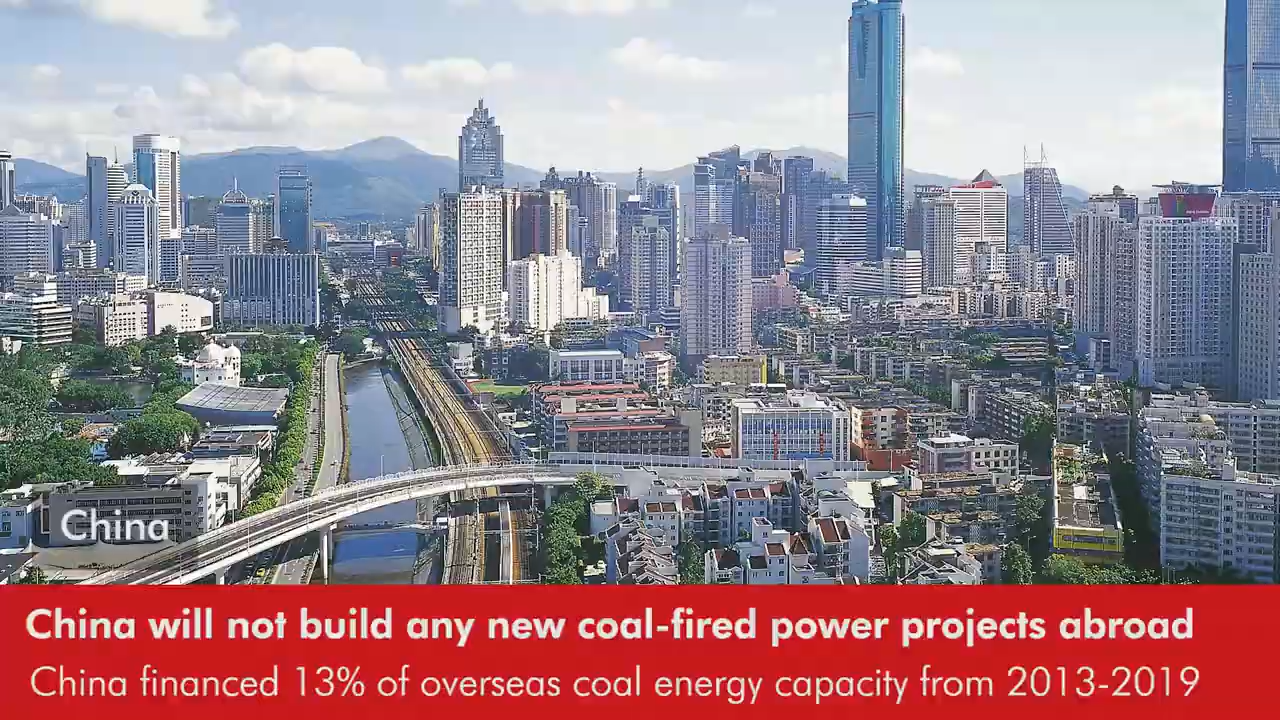 China
China will not build any new coal-fired power projects abroad
China financed 13% of overseas coal energy capacity from 2013-2019